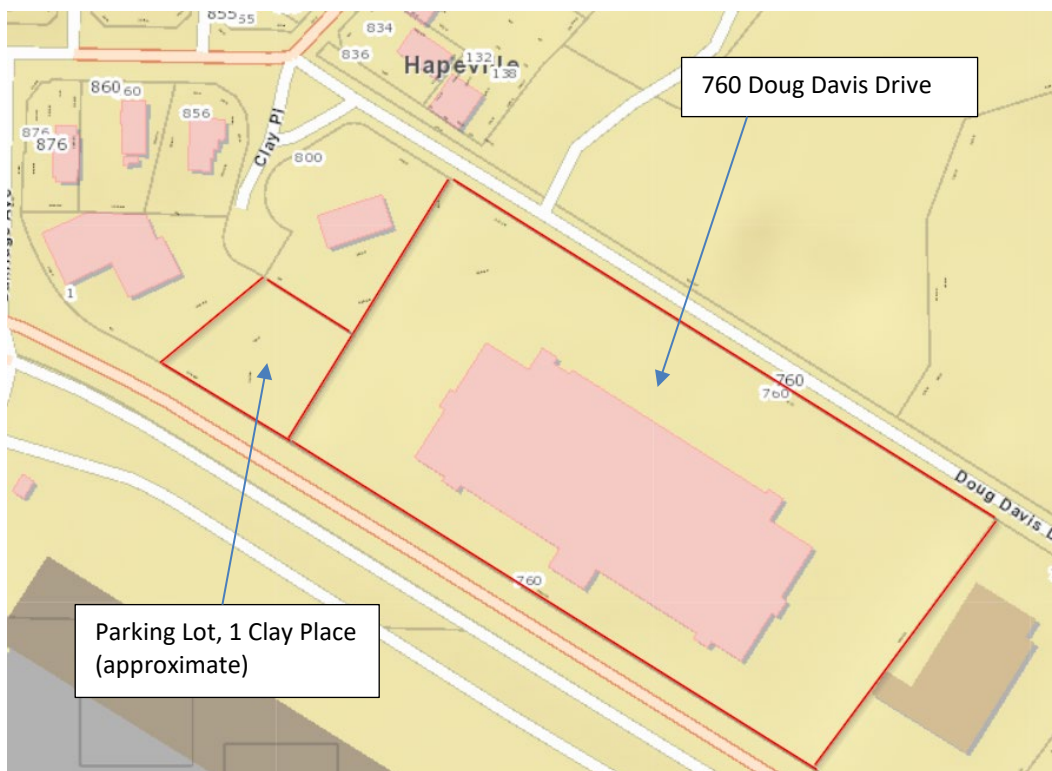 855
55
834
836
Hapeville
132
138
760 Doug Davis Drive
860
60
856
876
876
Clay Pl
800
1
760
760
Doug Davis
760
Parking Lot, 1 Clay Place
(approximate)